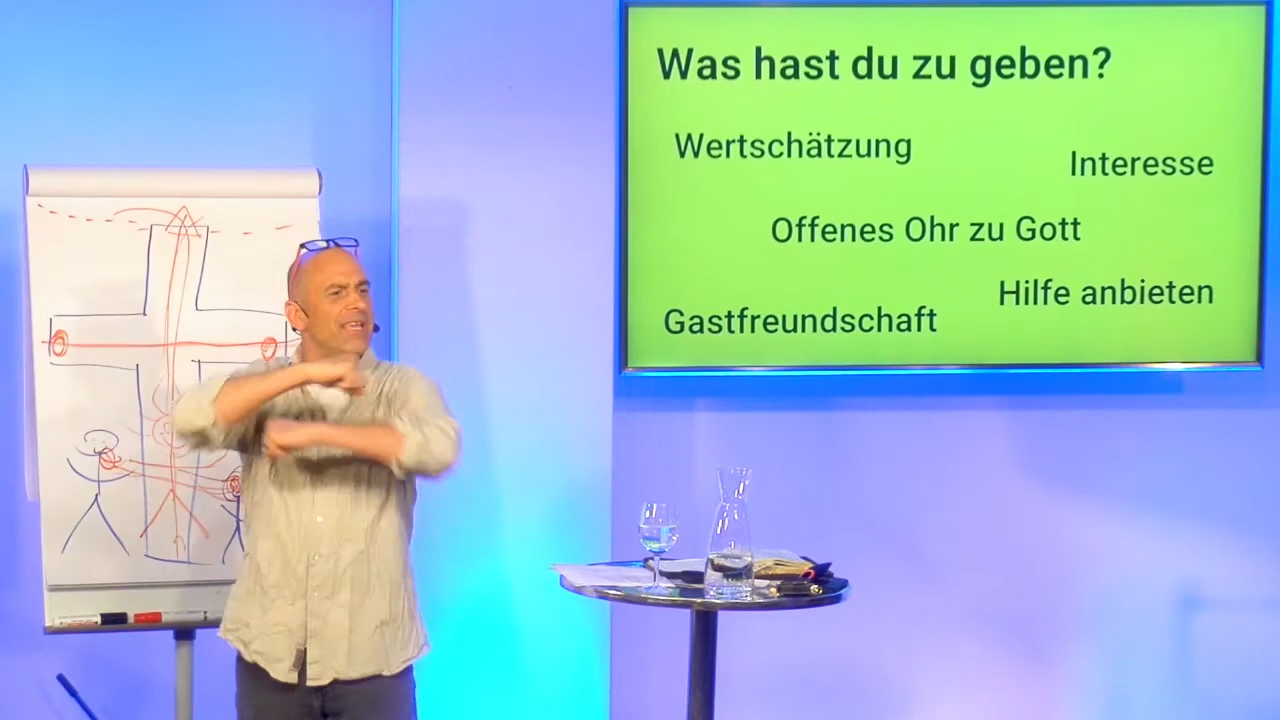 Was hast du zu geben?
Wertschätzung
Interesse
Offenes Ohr zu Gott
Hilfe anbieten
Gastfreundschaft